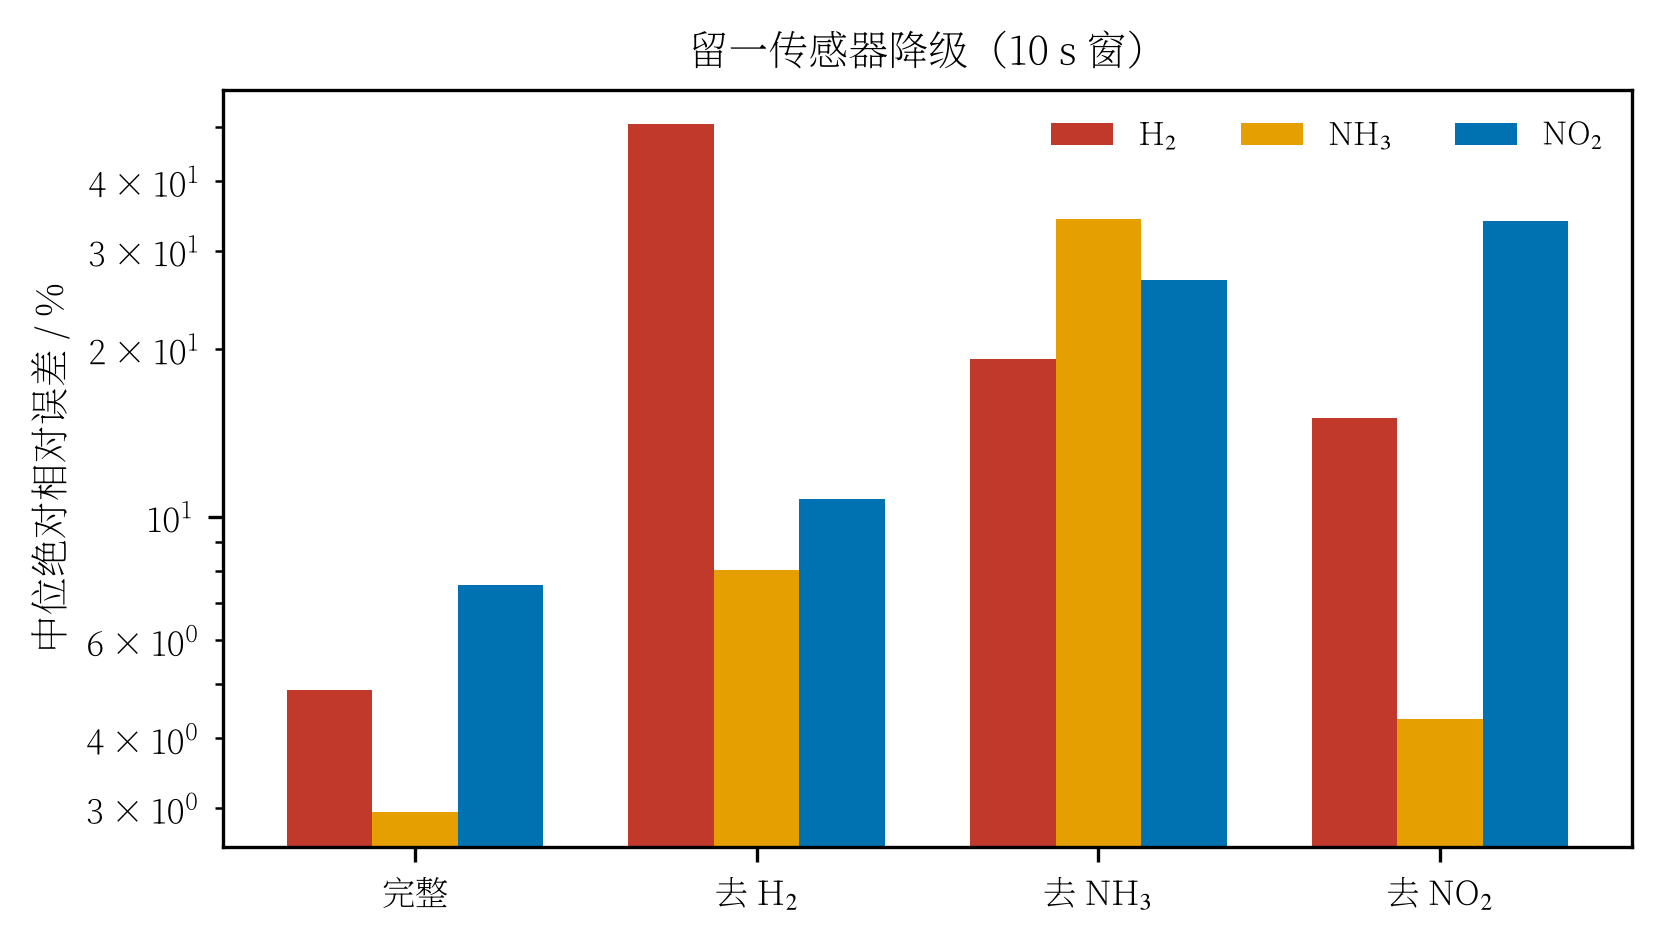 留一传感器降级（10 s 窗）
H₂ NH₃ NO₂
中位绝对相对误差 / %
4 × 10¹
3 × 10¹
2 × 10¹
10¹
6 × 10⁰
4 × 10⁰
3 × 10⁰
完整 去 H₂ 去 NH₃ 去 NO₂